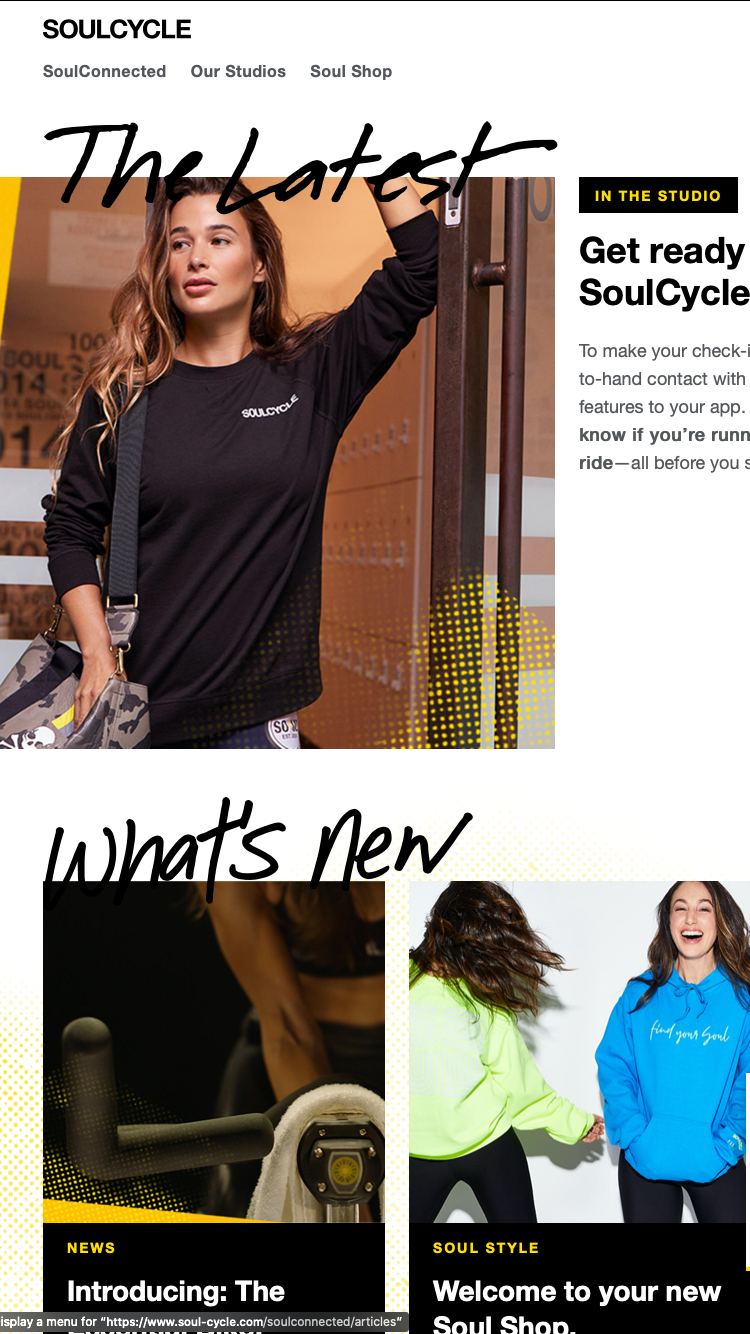 SOULCYCLE
SoulConnected Our Studios Soul Shop
The Latest
IN THE STUDIO
Get ready
SoulCycle
To make your check-i
to-hand contact with
features to your app.
know if you're runn
ride—all before you s
SOULCYCLE
What's new
find your soul
NEWS
Introducing: The
SOUL STYLE
Welcome to your new
Soul Shop.
isplay a menu for “https://www.soul-cycle.com/soulconnected/articles”